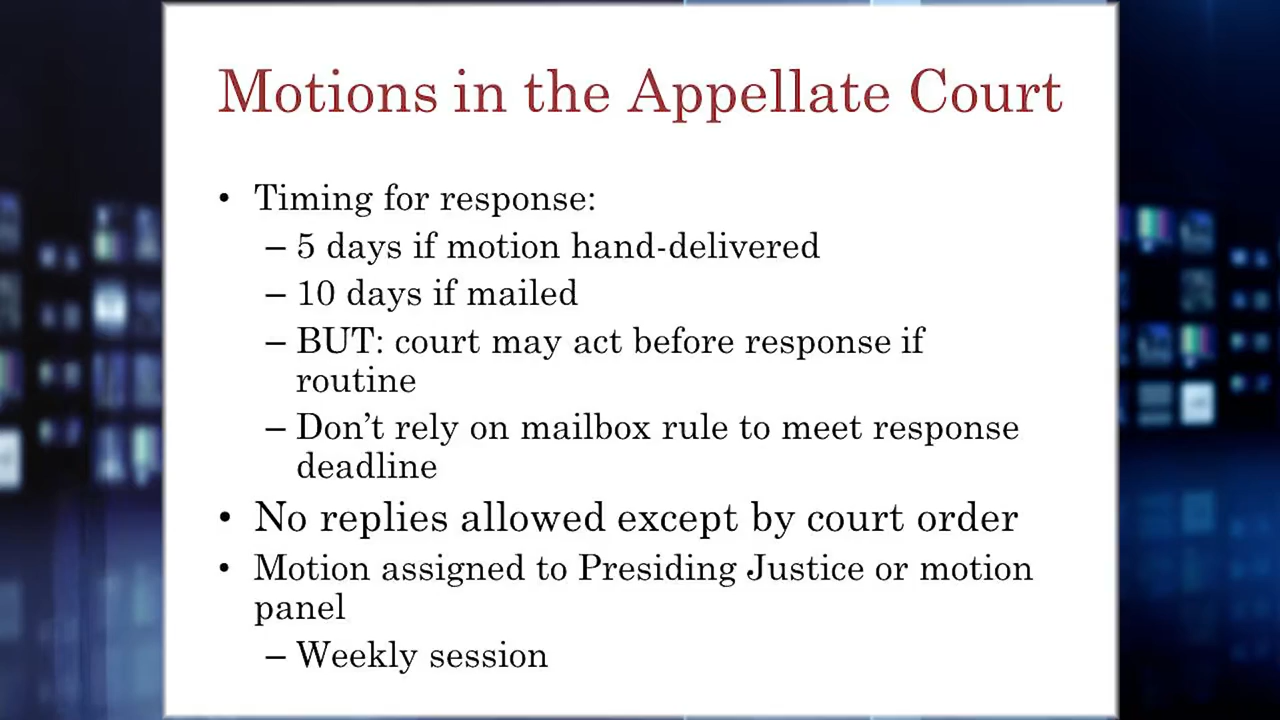 Motions in the Appellate Court
• Timing for response:
– 5 days if motion hand-delivered
– 10 days if mailed
– BUT: court may act before response if
routine
– Don’t rely on mailbox rule to meet response
deadline
• No replies allowed except by court order
• Motion assigned to Presiding Justice or motion
panel
– Weekly session